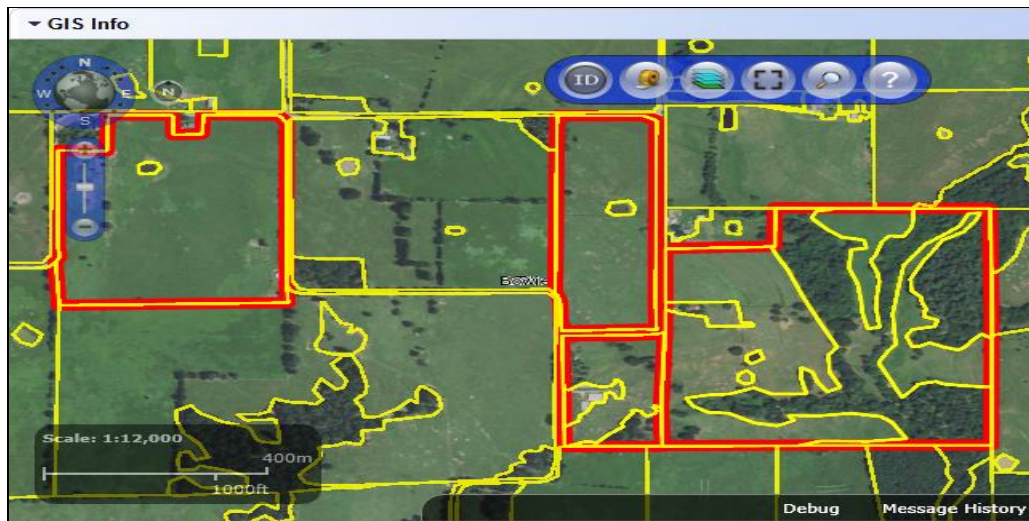 GIS Info
N
W E
S
N
ID
?
Scale: 1:12,000
400m
1000ft
Debug Message History